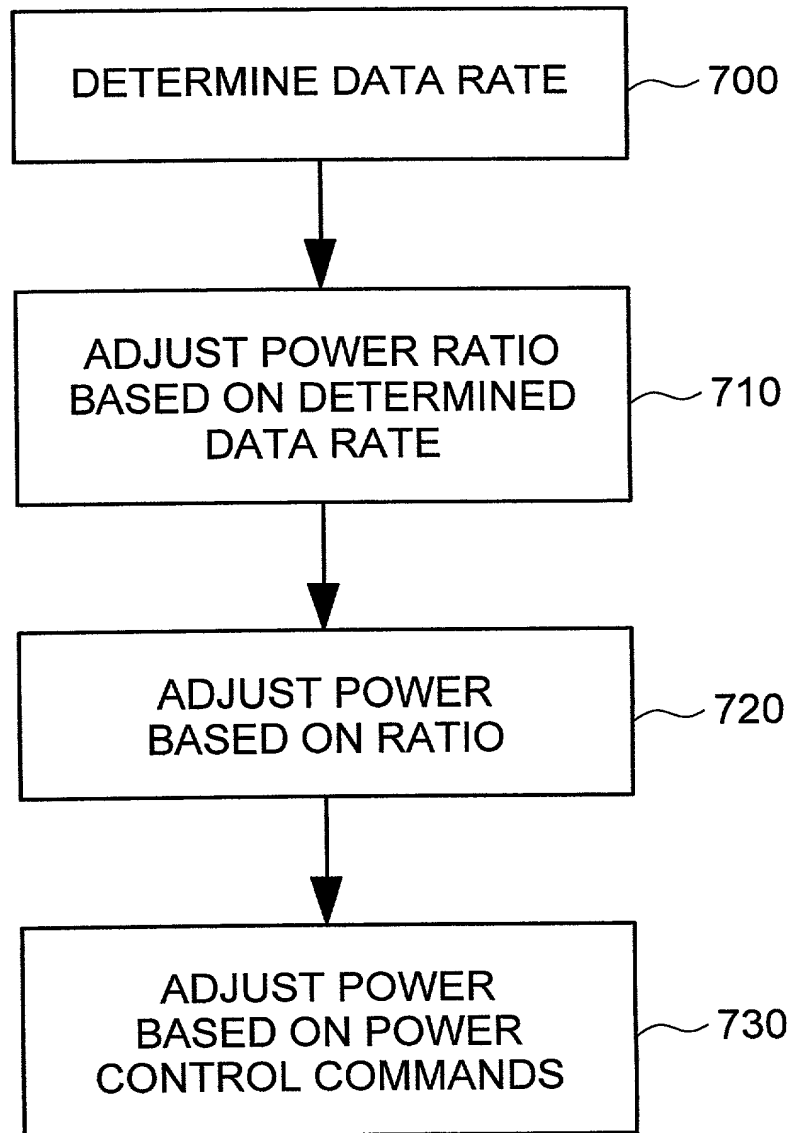 DETERMINE DATA RATE
700
ADJUST POWER RATIO
BASED ON DETERMINED
DATA RATE
710
ADJUST POWER
BASED ON RATIO
720
ADJUST POWER
BASED ON POWER
CONTROL COMMANDS
730